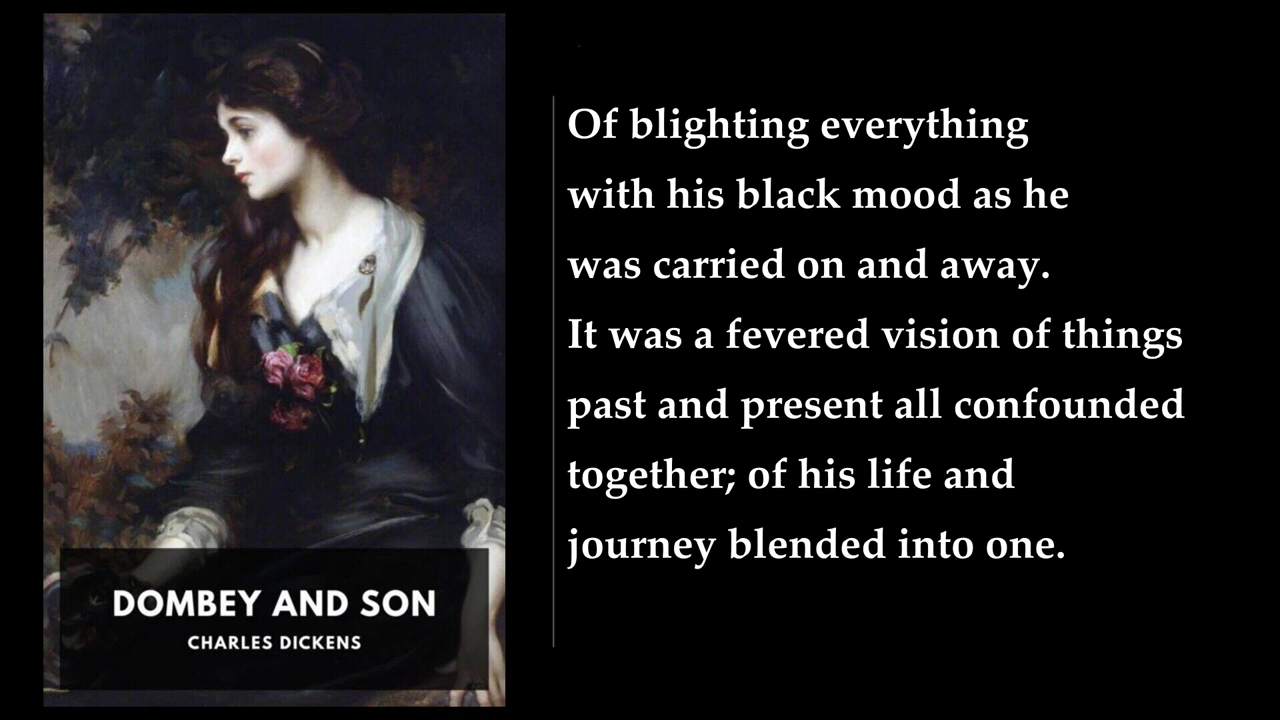 DOMBEY AND SON
CHARLES DICKENS
Of blighting everything
with his black mood as he
was carried on and away.
It was a fevered vision of things
past and present all confounded
together; of his life and
journey blended into one.